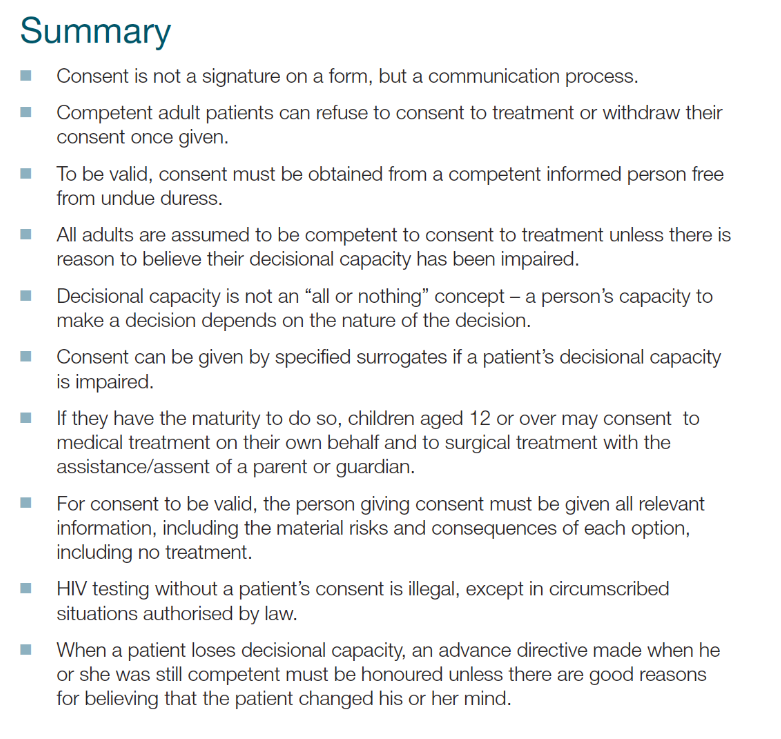 Summary
Consent is not a signature on a form, but a communication process.
Competent adult patients can refuse to consent to treatment or withdraw their
consent once given.
To be valid, consent must be obtained from a competent informed person free
from undue duress.
All adults are assumed to be competent to consent to treatment unless there is
reason to believe their decisional capacity has been impaired.
Decisional capacity is not an “all or nothing” concept – a person’s capacity to
make a decision depends on the nature of the decision.
Consent can be given by specified surrogates if a patient’s decisional capacity
is impaired.
If they have the maturity to do so, children aged 12 or over may consent  to
medical treatment on their own behalf and to surgical treatment with the
assistance/assent of a parent or guardian.
For consent to be valid, the person giving consent must be given all relevant
information, including the material risks and consequences of each option,
including no treatment.
HIV testing without a patient’s consent is illegal, except in circumscribed
situations authorised by law.
When a patient loses decisional capacity, an advance directive made when he
or she was still competent must be honoured unless there are good reasons
for believing that the patient changed his or her mind.